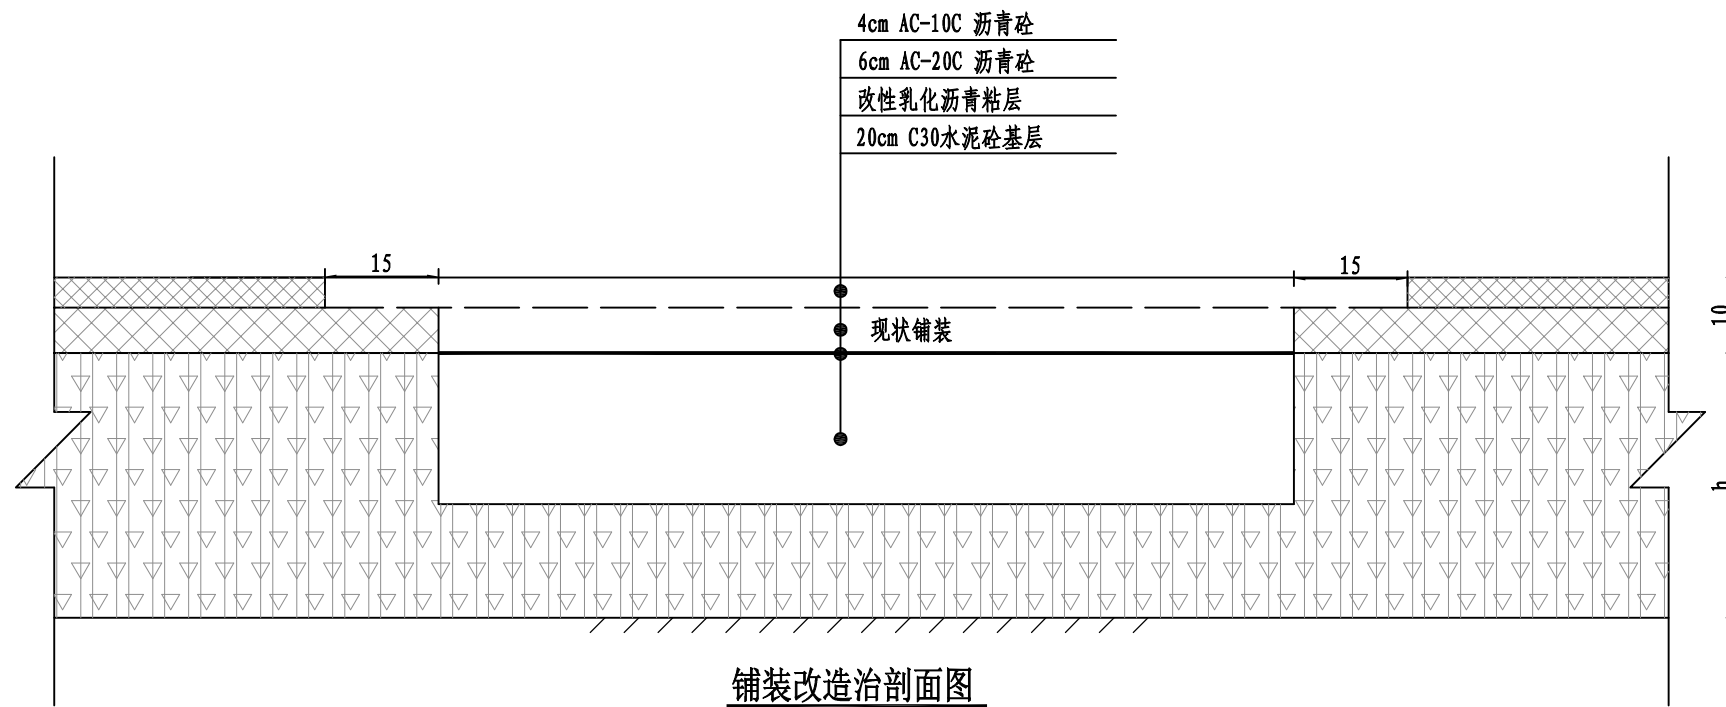 4cm AC-10C 沥青砼
6cm AC-20C 沥青砼
改性乳化沥青粘层
20cm C30水泥砼基层
15
15
10
现状铺装
h
铺装改造治剖面图